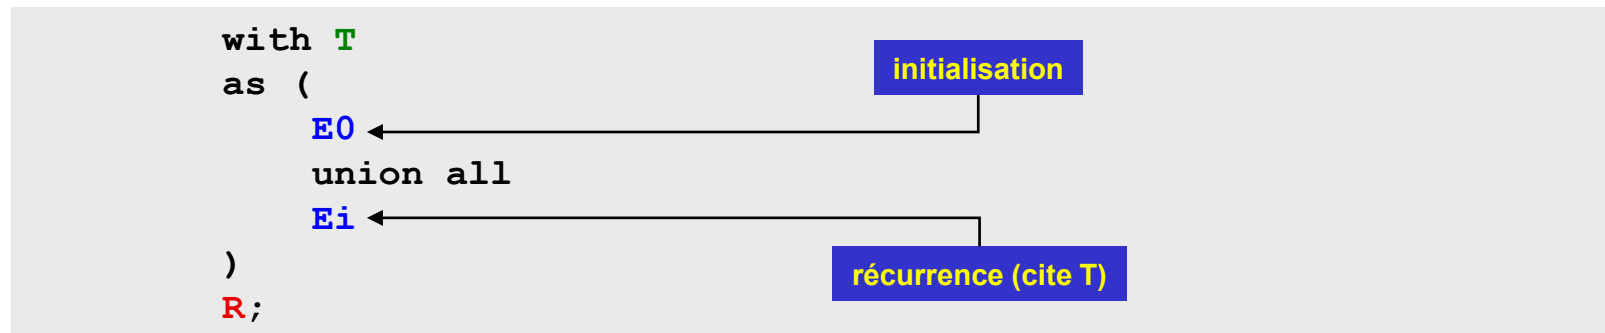 with T
as (
initialisation
E0
union all
Ei
)
récurrence (cite T)
R;